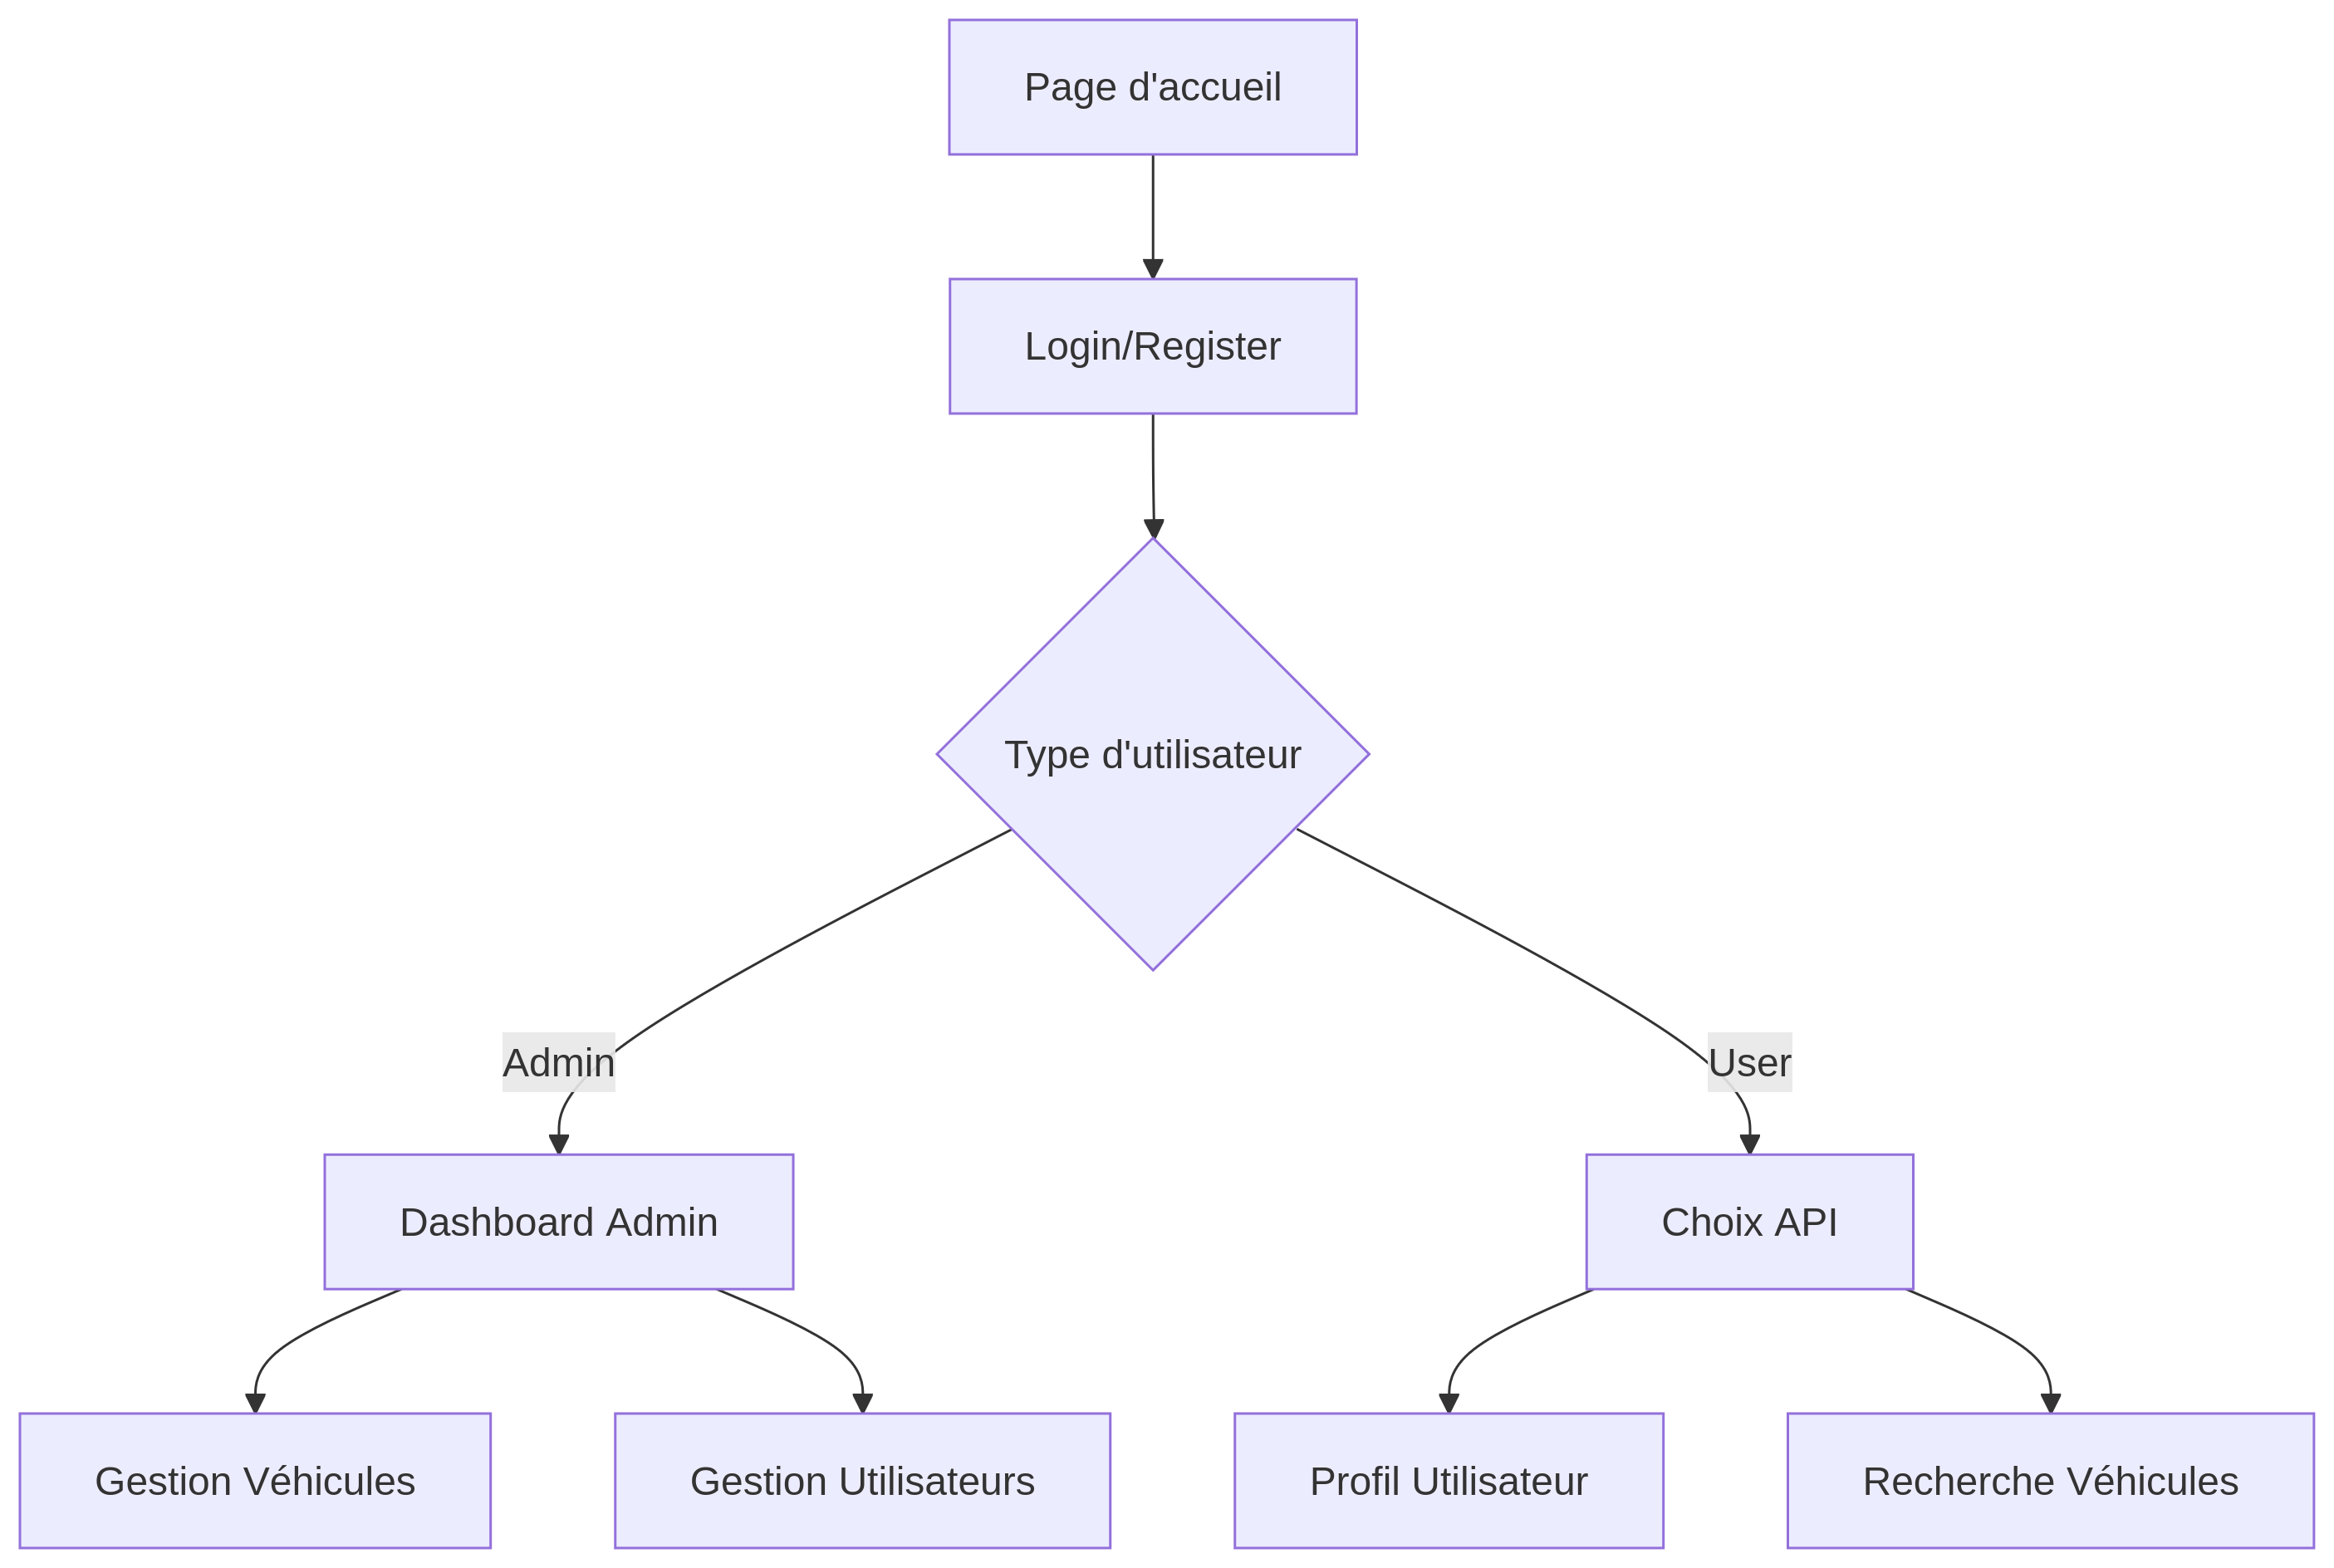 Page d'accueil
Login/Register
Type d'utilisateur
Admin
User
Dashboard Admin
Choix API
Gestion Véhicules
Gestion Utilisateurs
Profil Utilisateur
Recherche Véhicules